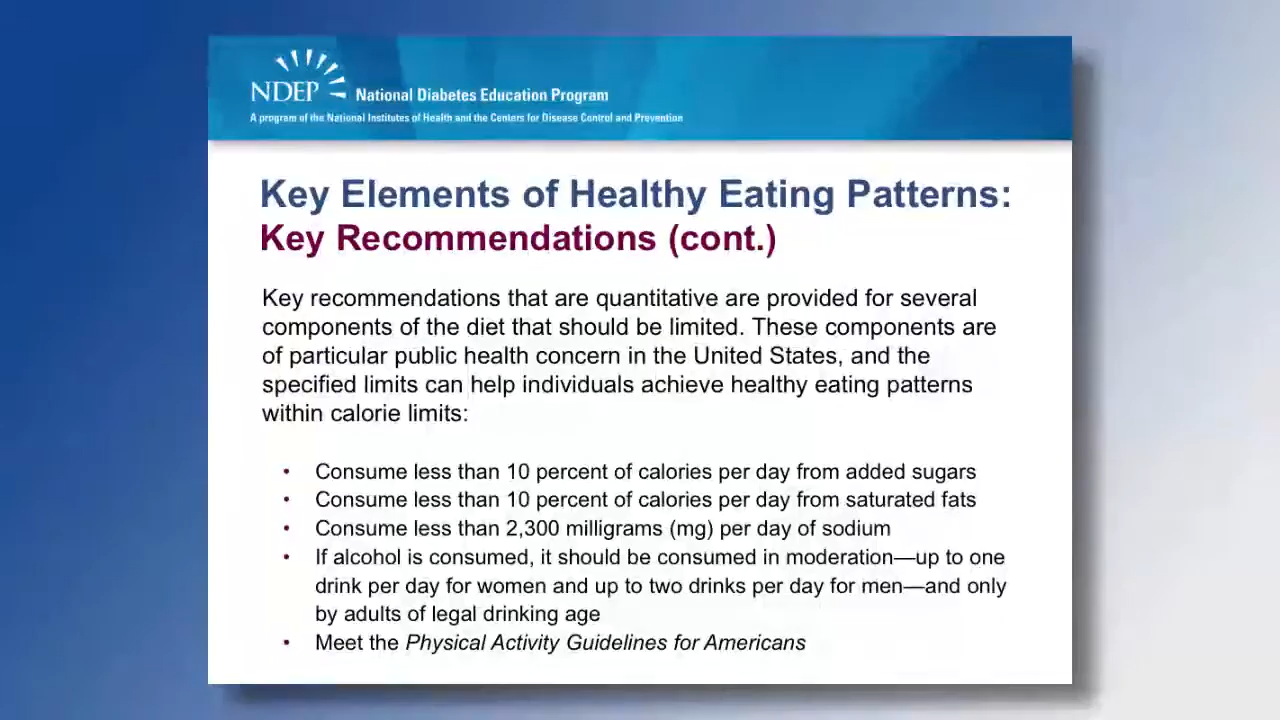 NDEP National Diabetes Education Program
A program of the National Institutes of Health and the Centers for Disease Control and Prevention
Key Elements of Healthy Eating Patterns:
Key Recommendations (cont.)
Key recommendations that are quantitative are provided for several
components of the diet that should be limited. These components are
of particular public health concern in the United States, and the
specified limits can help individuals achieve healthy eating patterns
within calorie limits:
• Consume less than 10 percent of calories per day from added sugars
• Consume less than 10 percent of calories per day from saturated fats
• Consume less than 2,300 milligrams (mg) per day of sodium
• If alcohol is consumed, it should be consumed in moderation—up to one
drink per day for women and up to two drinks per day for men—and only
by adults of legal drinking age
• Meet the Physical Activity Guidelines for Americans